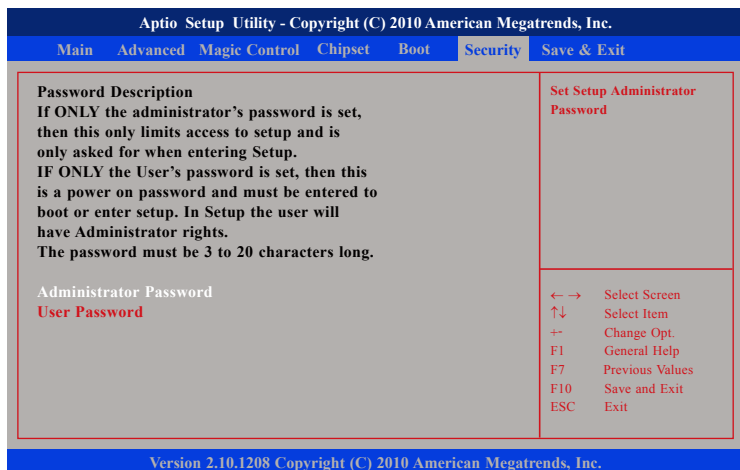 Aptio Setup Utility - Copyright (C) 2010 American Megatrends, Inc.
Main Advanced Magic Control Chipset Boot Security Save & Exit
Password Description
If ONLY the administrator's password is set,
then this only limits access to setup and is
only asked for when entering Setup.
IF ONLY the User's password is set, then this
is a power on password and must be entered to
boot or enter setup. In Setup the user will
have Administrator rights.
The password must be 3 to 20 characters long.
Administrator Password
User Password
Set Setup Administrator
Password
← → Select Screen
↑↓ Select Item
+- Change Opt.
F1 General Help
F7 Previous Values
F10 Save and Exit
ESC Exit
Version 2.10.1208 Copyright (C) 2010 American Megatrends, Inc.